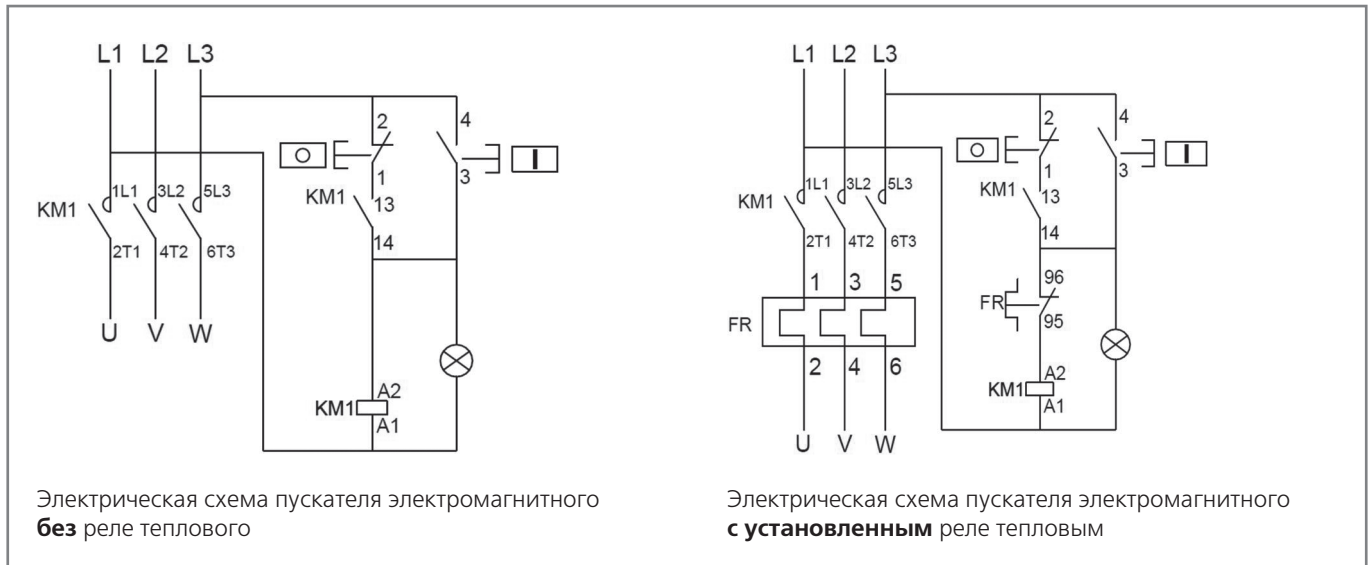 L1 L2 L3
2 4
O I
1 3
1L1 3L2 5L3
KM1 KM1 13
2T1 4T2 6T3 14
U V W
A2
KM1
A1
Электрическая схема пускателя электромагнитного
без реле теплового
L1 L2 L3
2 4
O I
1 3
1L1 3L2 5L3
KM1 KM1 13
2T1 4T2 6T3 14
1 3 5 96
FR FR
95
2 4 6
A2
KM1
A1
U V W
Электрическая схема пускателя электромагнитного
с установленным реле тепловым